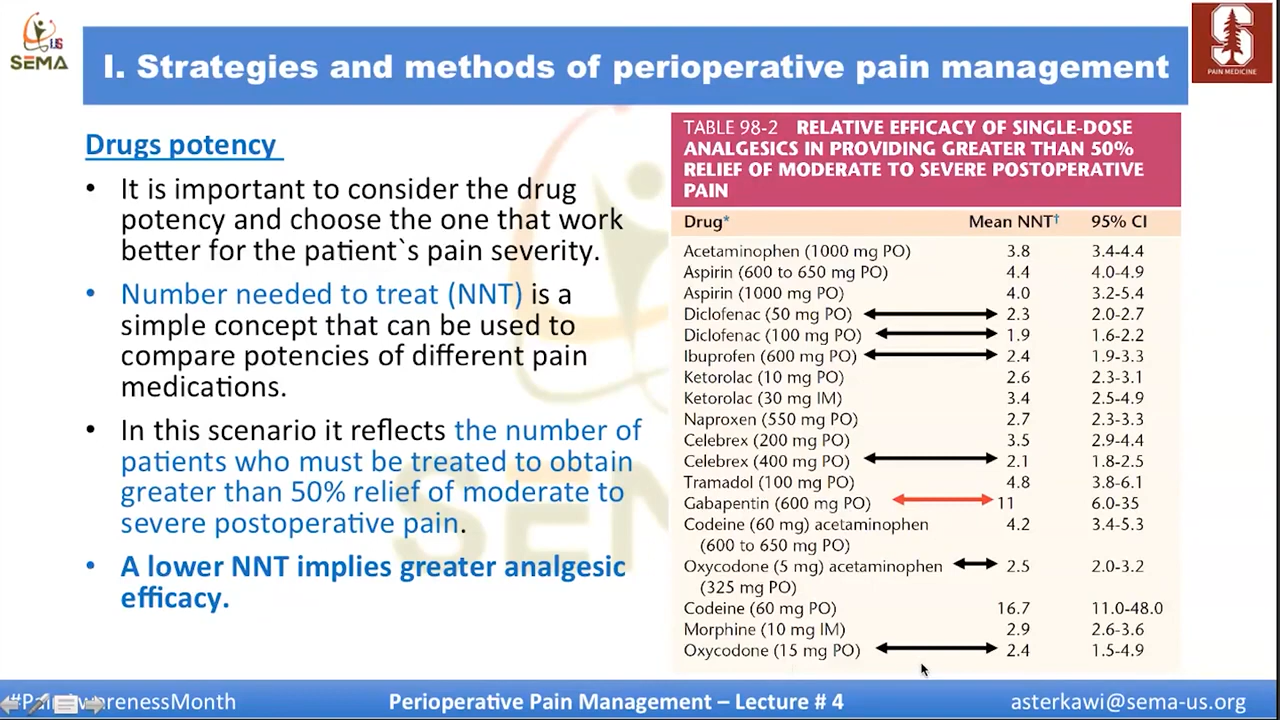 US
SEMA
I. Strategies and methods of perioperative pain management
S
PAIN MEDICINE
Drugs potency
• It is important to consider the drug
potency and choose the one that work
better for the patient`s pain severity.
• Number needed to treat (NNT) is a
simple concept that can be used to
compare potencies of different pain
medications.
• In this scenario it reflects the number of
patients who must be treated to obtain
greater than 50% relief of moderate to
severe postoperative pain.
• A lower NNT implies greater analgesic
efficacy.
TABLE 98-2 RELATIVE EFFICACY OF SINGLE-DOSE
ANALGESICS IN PROVIDING GREATER THAN 50%
RELIEF OF MODERATE TO SEVERE POSTOPERATIVE
PAIN
Drug* Mean NNT† 95% CI
Acetaminophen (1000 mg PO) 3.8 3.4-4.4
Aspirin (600 to 650 mg PO) 4.4 4.0-4.9
Aspirin (1000 mg PO) 4.0 3.2-5.4
Diclofenac (50 mg PO) 2.3 2.0-2.7
Diclofenac (100 mg PO) 1.9 1.6-2.2
Ibuprofen (600 mg PO) 2.4 1.9-3.3
Ketorolac (10 mg PO) 2.6 2.3-3.1
Ketorolac (30 mg IM) 3.4 2.5-4.9
Naproxen (550 mg PO) 2.7 2.3-3.3
Celebrex (200 mg PO) 3.5 2.9-4.4
Celebrex (400 mg PO) 2.1 1.8-2.5
Tramadol (100 mg PO) 4.8 3.8-6.1
Gabapentin (600 mg PO) 11 6.0-35
Codeine (60 mg) acetaminophen 4.2 3.4-5.3
(600 to 650 mg PO)
Oxycodone (5 mg) acetaminophen 2.5 2.0-3.2
(325 mg PO)
Codeine (60 mg PO) 16.7 11.0-48.0
Morphine (10 mg IM) 2.9 2.6-3.6
Oxycodone (15 mg PO) 2.4 1.5-4.9
#PainAwarenessMonth Perioperative Pain Management – Lecture # 4 asterkawi@sema-us.org